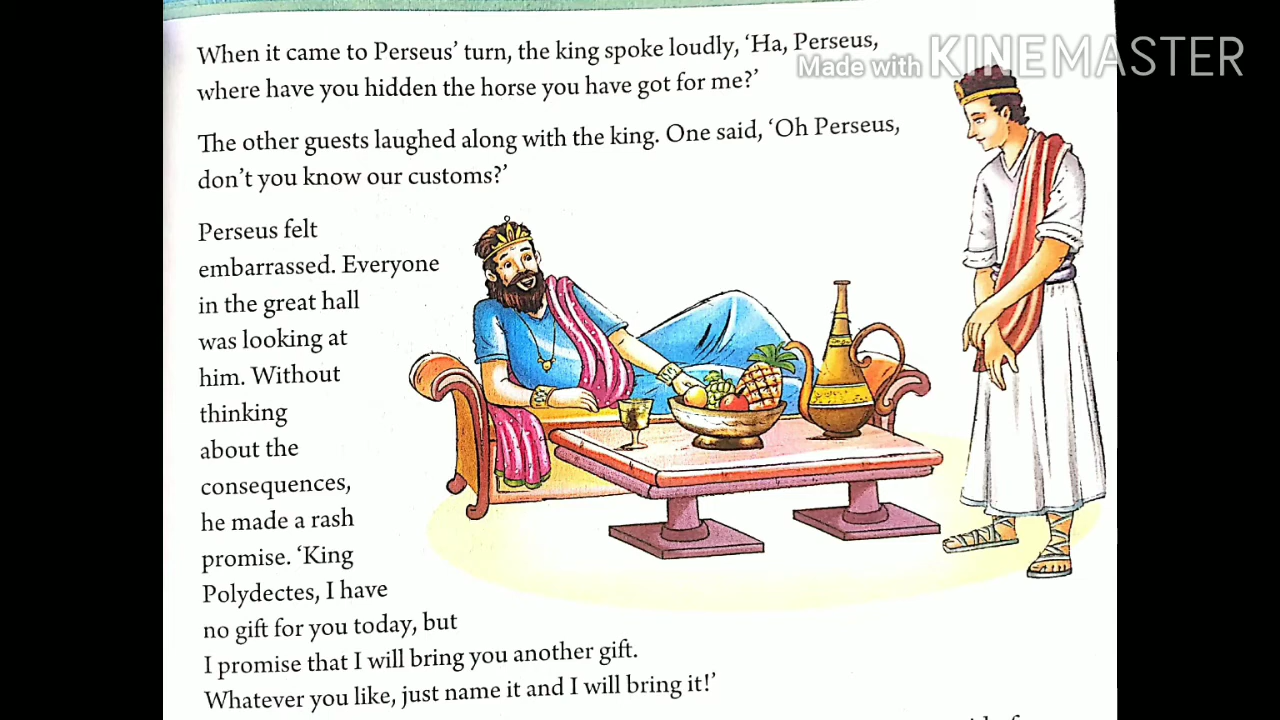 Made with KINEMASTER
When it came to Perseus' turn, the king spoke loudly, 'Ha, Perseus,
where have you hidden the horse you have got for me?'
The other guests laughed along with the king. One said, 'Oh Perseus,
don't you know our customs?'
Perseus felt
embarrassed. Everyone
in the great hall
was looking at
him. Without
thinking
about the
consequences,
he made a rash
promise. 'King
Polydectes, I have
no gift for you today, but
I promise that I will bring you another gift.
Whatever you like, just name it and I will bring it!'